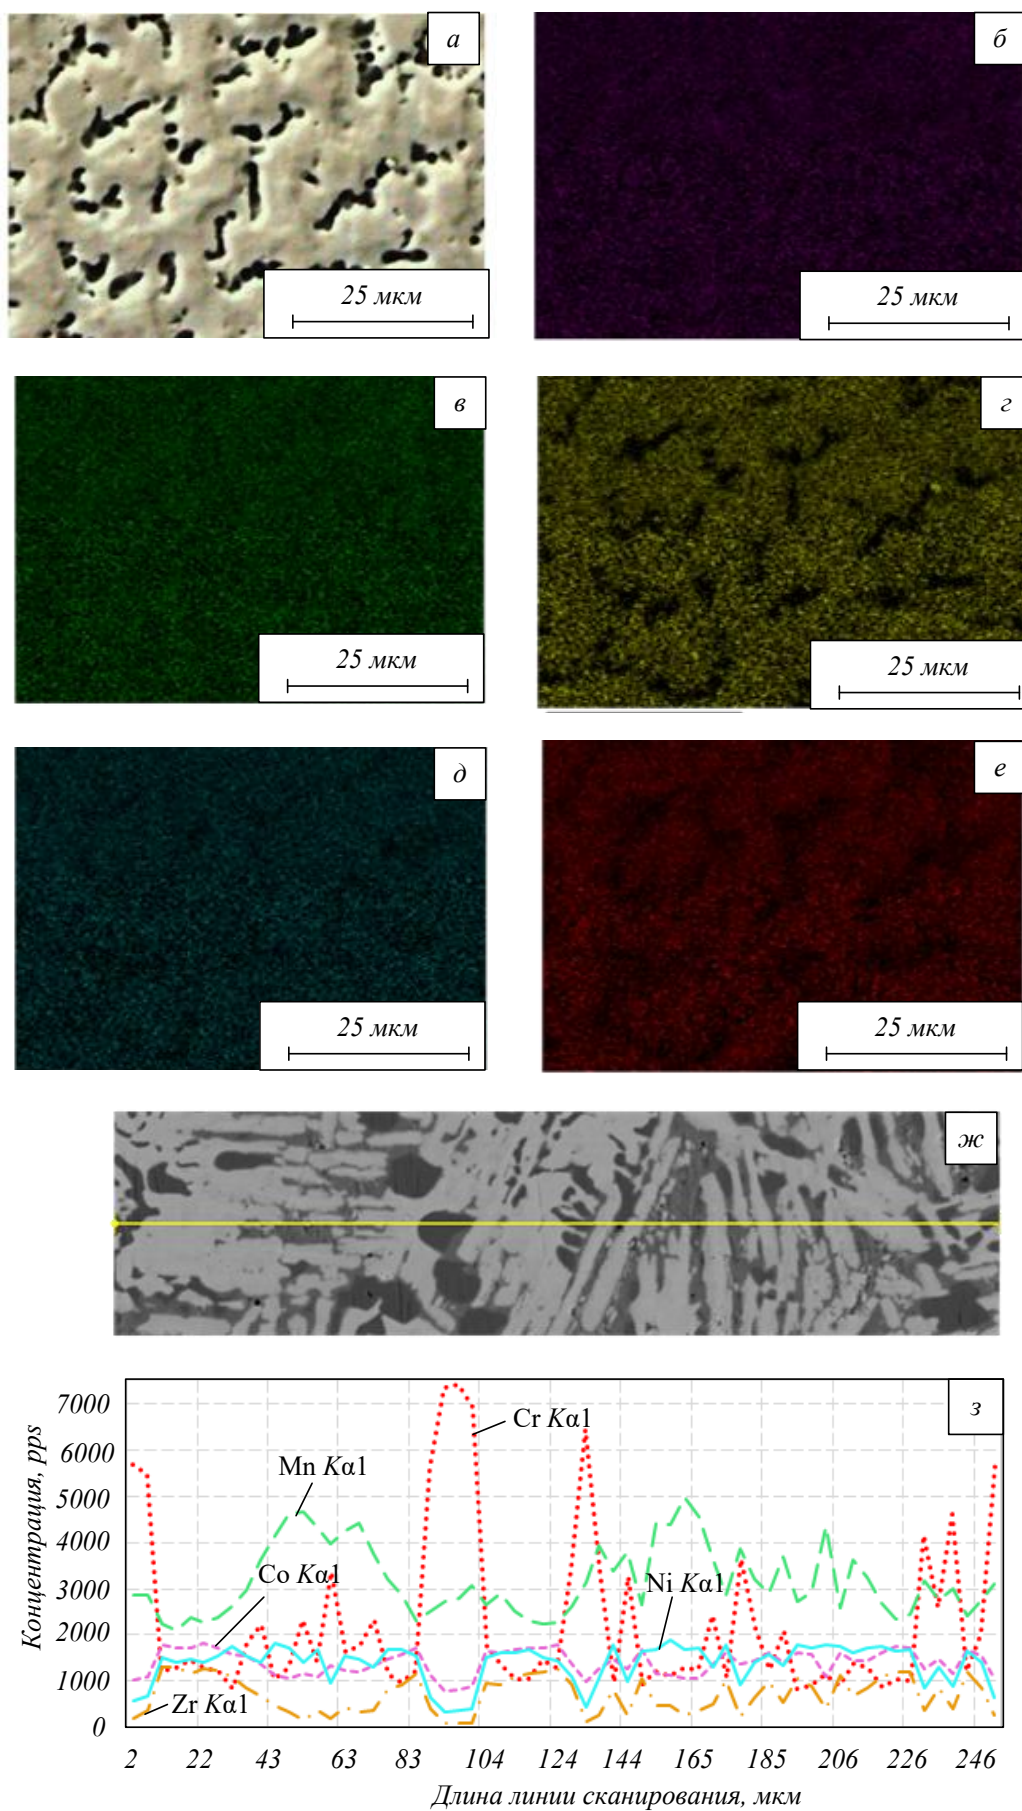 а
б
25 мкм
25 мкм
в
г
25 мкм
25 мкм
д
е
25 мкм
25 мкм
ж
з
Концентрация, pps
7000
6000
5000
4000
3000
2000
1000
0
Cr Kα1
Mn Kα1
Co Kα1
Ni Kα1
Zr Kα1
2 22 43 63 83 104 124 144 165 185 206 226 246
Длина линии сканирования, мкм